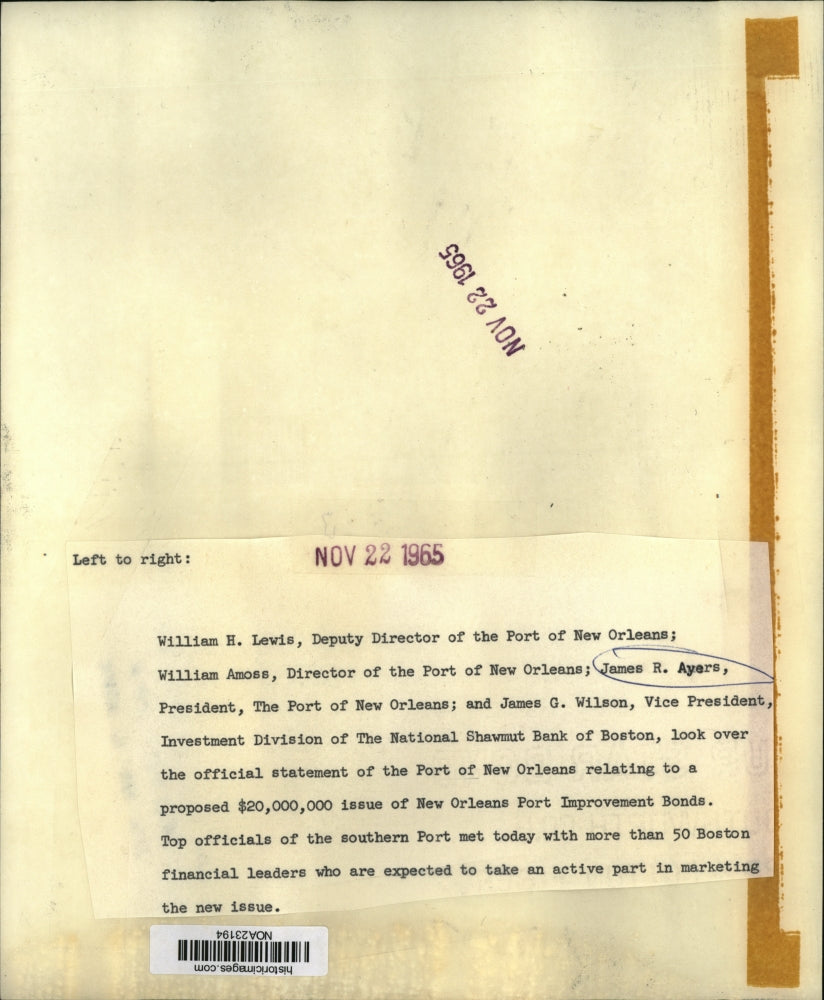 NOV 22 1965
Left to right:
NOV 22 1965
William H. Lewis, Deputy Director of the Port of New Orleans;
William Amoss, Director of the Port of New Orleans; James R. Ayers,
President, The Port of New Orleans; and James G. Wilson, Vice President,
Investment Division of The National Shawmut Bank of Boston, look over
the official statement of the Port of New Orleans relating to a
proposed $20,000,000 issue of New Orleans Port Improvement Bonds.
Top officials of the southern Port met today with more than 50 Boston
financial leaders who are expected to take an active part in marketing
the new issue.
NOA23194
historicimages.com